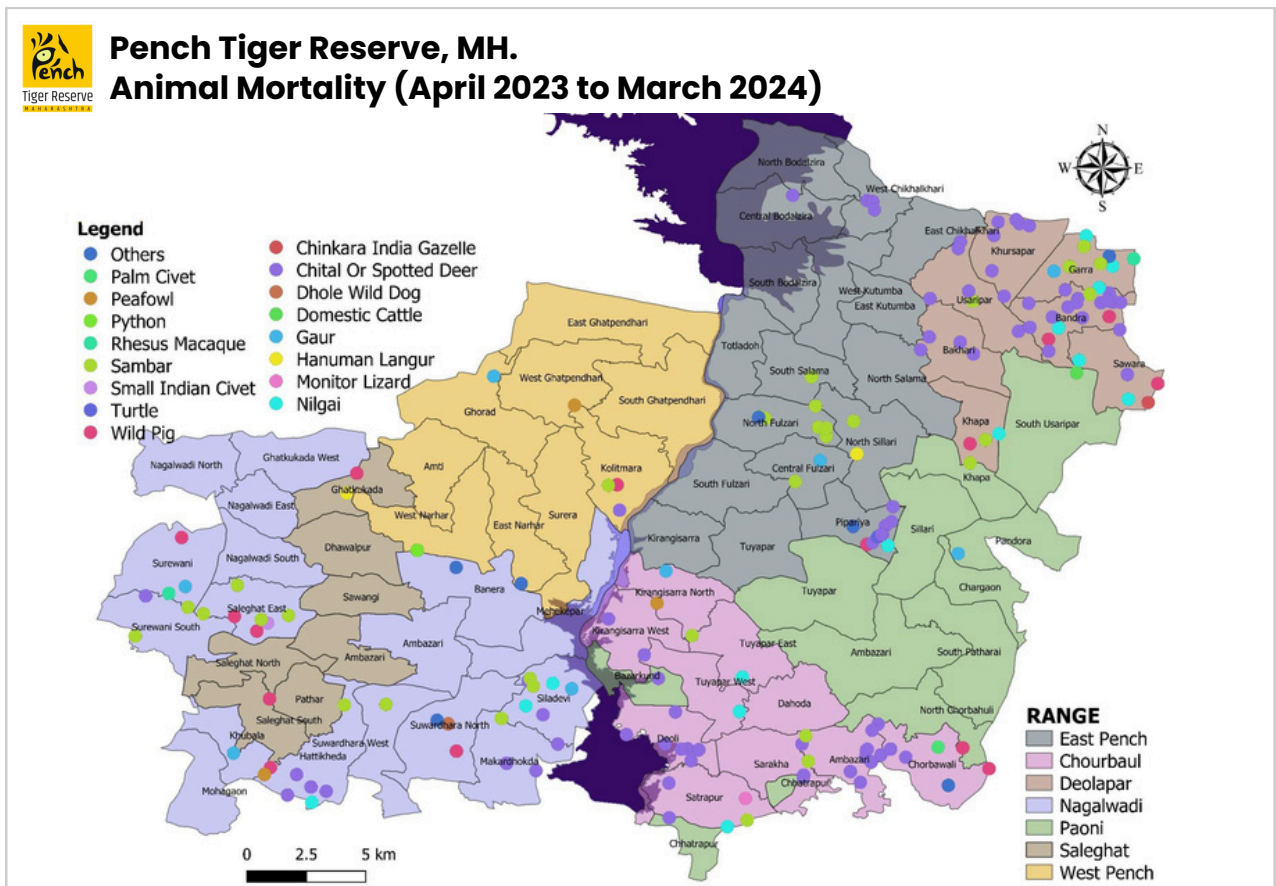 Pench
Tiger Reserve
MAHARASHTRA
Pench Tiger Reserve, MH.
Animal Mortality (April 2023 to March 2024)
N
W
E
S
Legend
Others
Palm Civet
Peafowl
Python
Rhesus Macaque
Sambar
Small Indian Civet
Turtle
Wild Pig
Chinkara India Gazelle
Chital Or Spotted Deer
Dhole Wild Dog
Domestic Cattle
Gaur
Hanuman Langur
Monitor Lizard
Nilgai
North Bodalzira
West Chikhalkhari
Central Bodalzira
East Chikhalkhari
Khursapar
Garra
South Bodalzira
West Kutumba
East Kutumba
Usaripar
Bandra
East Ghatpendhari
Totladoh
Bakhari
Sawara
West Ghatpendhari
South Salama
North Salama
South Ghatpendhari
Ghorad
North Fulzari
North Sillari
Khapa
South Usaripar
Nagalwadi North
Ghatkukada West
Amti
Kolitmara
Central Fulzari
Khapa
Ghatkukada
South Fulzari
Nagalwadi East
West Narhar
East Narhar
Surera
Pipariya
Sillari
Dhawalpur
Kirangisarra
Tuyapar
Pandora
Surewani
Nagalwadi South
Banera
Kirangisarra North
Tuyapar
Chargaon
Saleghat East
Sawangi
Mehekepar
Surewani South
Kirangisarra West
Ambazari
Tuyapar East
Ambazari
South Patharai
Saleghat North
Ambazari
Bazarkund
Tuyapar West
Pathar
Siladevi
Dahoda
North Chorbahuli
Saleghat South
Suwardhara North
Khubala
Suwardhara West
Deoli
Hattikheda
Makardhokda
Sarakha
Ambazari
Chorbawali
Mohagaon
Chhatrapur
Satrapur
Chhatrapur
0 2.5 5 km
RANGE
East Pench
Chourbaul
Deolapar
Nagalwadi
Paoni
Saleghat
West Pench